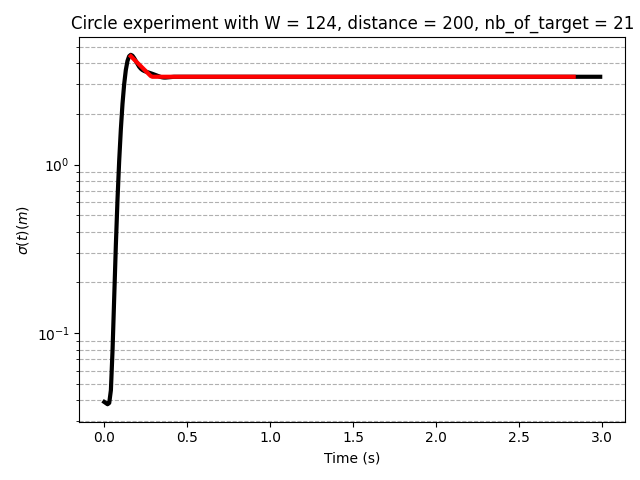 Circle experiment with W = 124, distance = 200, nb_of_target = 21
σ(t)(m)
10⁰
10⁻¹
0.0 0.5 1.0 1.5 2.0 2.5 3.0
Time (s)